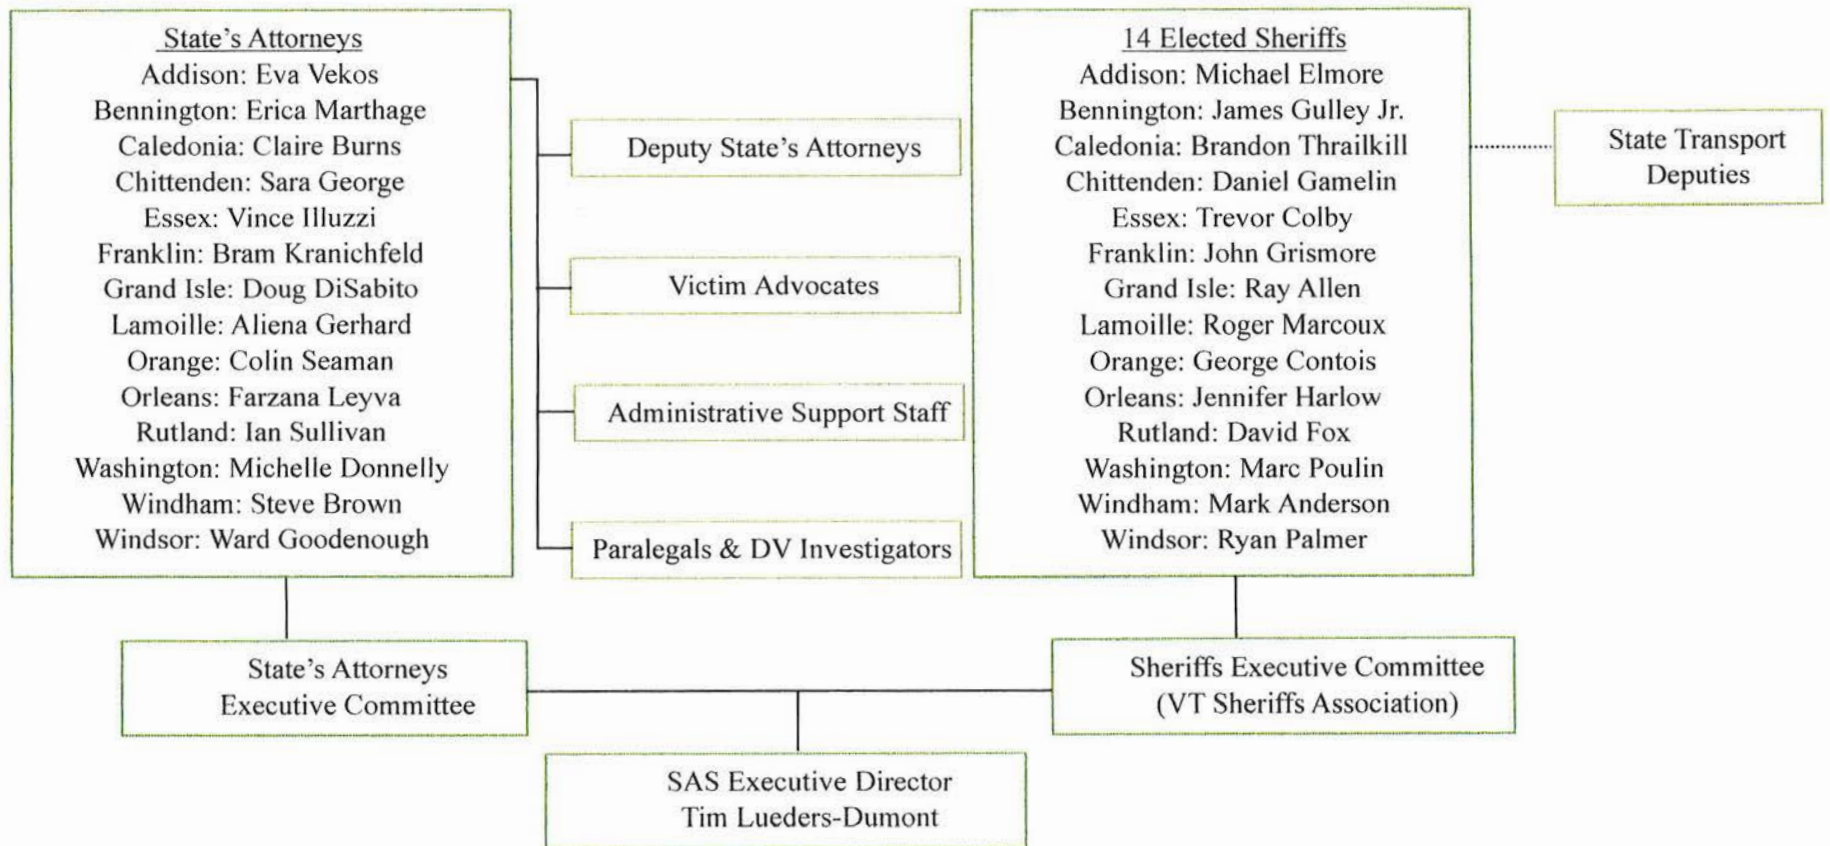 State's Attorneys
Addison: Eva Vekos
Bennington: Erica Marthage
Caledonia: Claire Burns
Chittenden: Sara George
Essex: Vince Illuzzi
Franklin: Bram Kranichfeld
Grand Isle: Doug DiSabito
Lamoille: Aliena Gerhard
Orange: Colin Seaman
Orleans: Farzana Leyva
Rutland: Ian Sullivan
Washington: Michelle Donnelly
Windham: Steve Brown
Windsor: Ward Goodenough
Deputy State's Attorneys
Victim Advocates
Administrative Support Staff
Paralegals & DV Investigators
14 Elected Sheriffs
Addison: Michael Elmore
Bennington: James Gulley Jr.
Caledonia: Brandon Thrailkill
Chittenden: Daniel Gamelin
Essex: Trevor Colby
Franklin: John Grismore
Grand Isle: Ray Allen
Lamoille: Roger Marcoux
Orange: George Contois
Orleans: Jennifer Harlow
Rutland: David Fox
Washington: Marc Poulin
Windham: Mark Anderson
Windsor: Ryan Palmer
State Transport
Deputies
State's Attorneys
Executive Committee
Sheriffs Executive Committee
(VT Sheriffs Association)
SAS Executive Director
Tim Lueders-Dumont